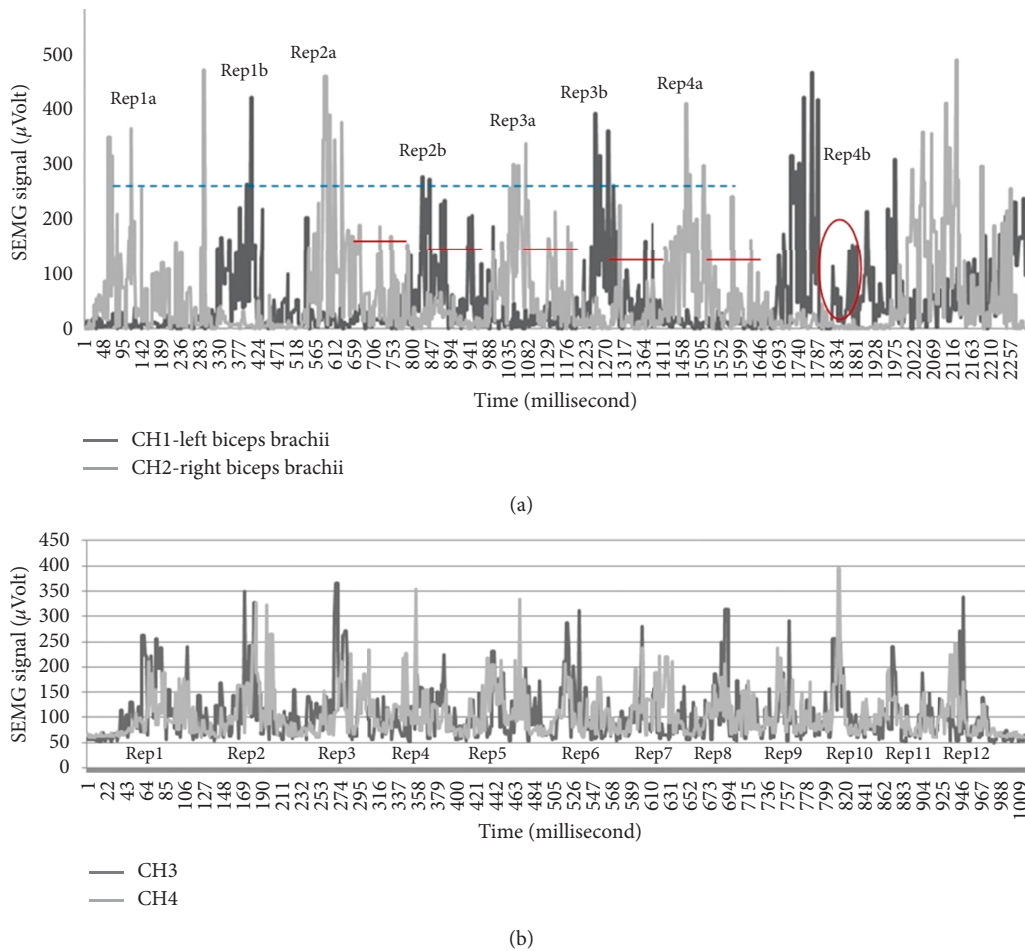 500
400
300
200
100
0
SEMG signal (μVolt)
Rep1a
Rep1b
Rep2a
Rep2b
Rep3a
Rep3b
Rep4a
Rep4b
1 48 95 142 189 236 283 330 3777 4224 471 518 565 612 659 7706 753 800 847 894 941 988 1035 1082 1129 1176 1223 1270 1317 1364 1411 1458 1505 1552 1599 1646 1693 1740 1787 1834 1881 1928 1975 2022 2069 2116 2163 2210 2257
Time (millisecond)
CH1-left biceps brachii
CH2-right biceps brachii
(a)
450
400
350
300
250
200
150
100
50
0
SEMG signal (μVolt)
Rep1 Rep2 Rep3 Rep4 Rep5 Rep6 Rep7 Rep8 Rep9 Rep10 Rep11 Rep12
1 22 43 64 85 106 127 148 169 190 211 232 253 274 295 316 337 358 379 400 421 442 463 484 505 526 547 568 589 610 631 652 673 694 715 736 757 778 799 820 841 862 883 904 925 946 967 988 1009
Time (millisecond)
CH3
CH4
(b)